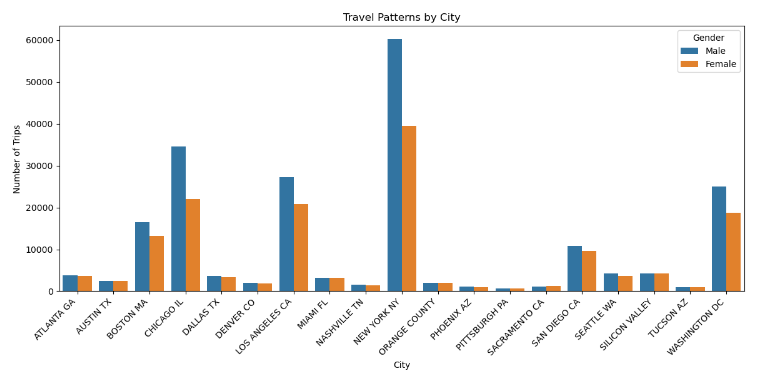 Travel Patterns by City
Gender
Male
Female
Number of Trips
60000
50000
40000
30000
20000
10000
0
ATLANTA GA
AUSTIN TX
BOSTON MA
CHICAGO IL
DALLAS TX
DENVER CO
LOS ANGELES CA
MIAMI FL
NASHVILLE TN
NEW YORK NY
ORANGE COUNTY
PHOENIX AZ
PITTSBURGH PA
SACRAMENTO CA
SAN DIEGO CA
SEATTLE WA
SILICON VALLEY
TUCSON AZ
WASHINGTON DC
City